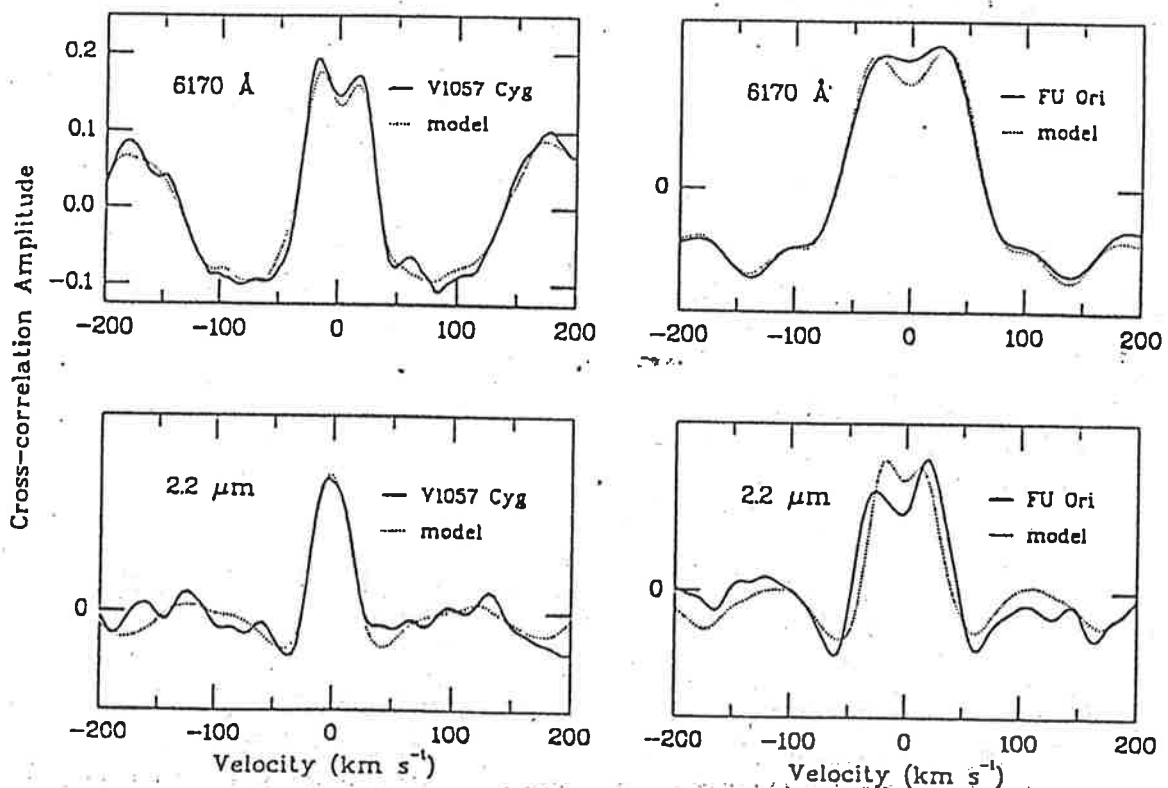 Cross-correlation Amplitude
0.2
0.1
0.0
-0.1
6170 Å
V1057 Cyg
model
-200 -100 0 100 200
0
6170 Å
FU Ori
model
-200 -100 0 100 200
0
2.2 μm
V1057 Cyg
model
-200 -100 0 100 200
Velocity (km s⁻¹)
0
2.2 μm
FU Ori
model
-200 -100 0 100 200
Velocity (km s⁻¹)